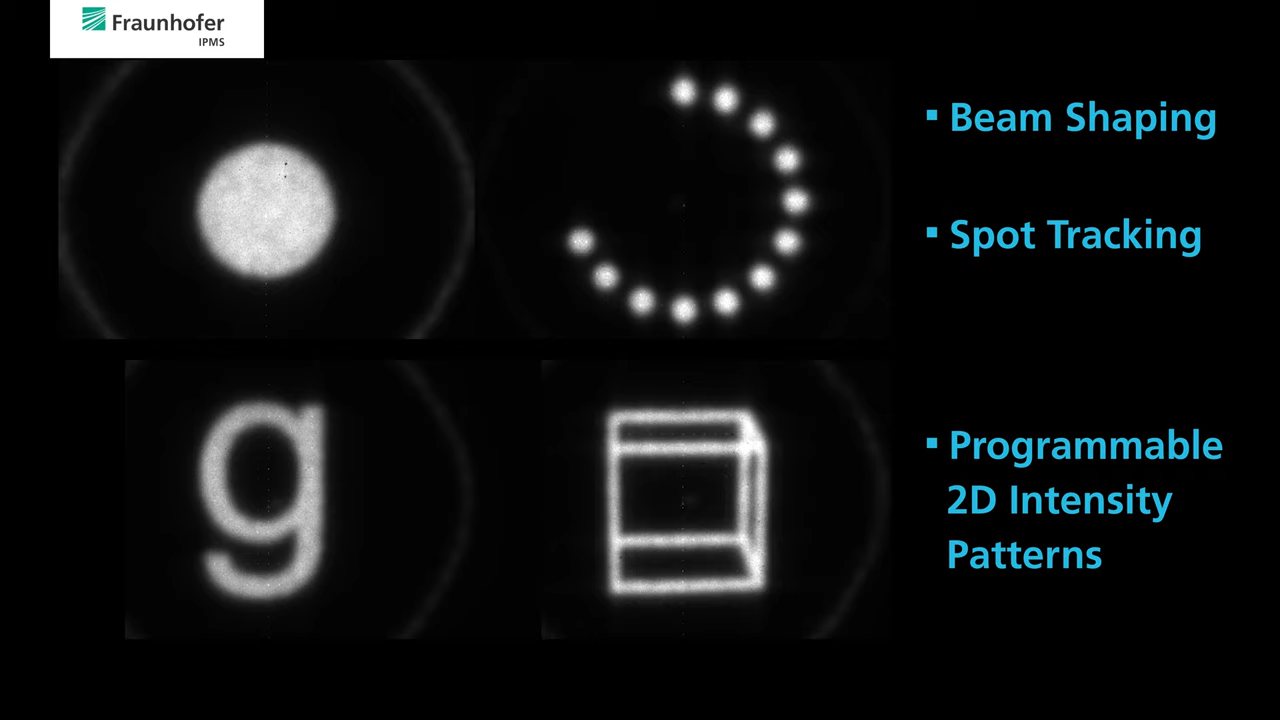 Fraunhofer
IPMS
▪ Beam Shaping
▪ Spot Tracking
g
▪ Programmable
2D Intensity
Patterns